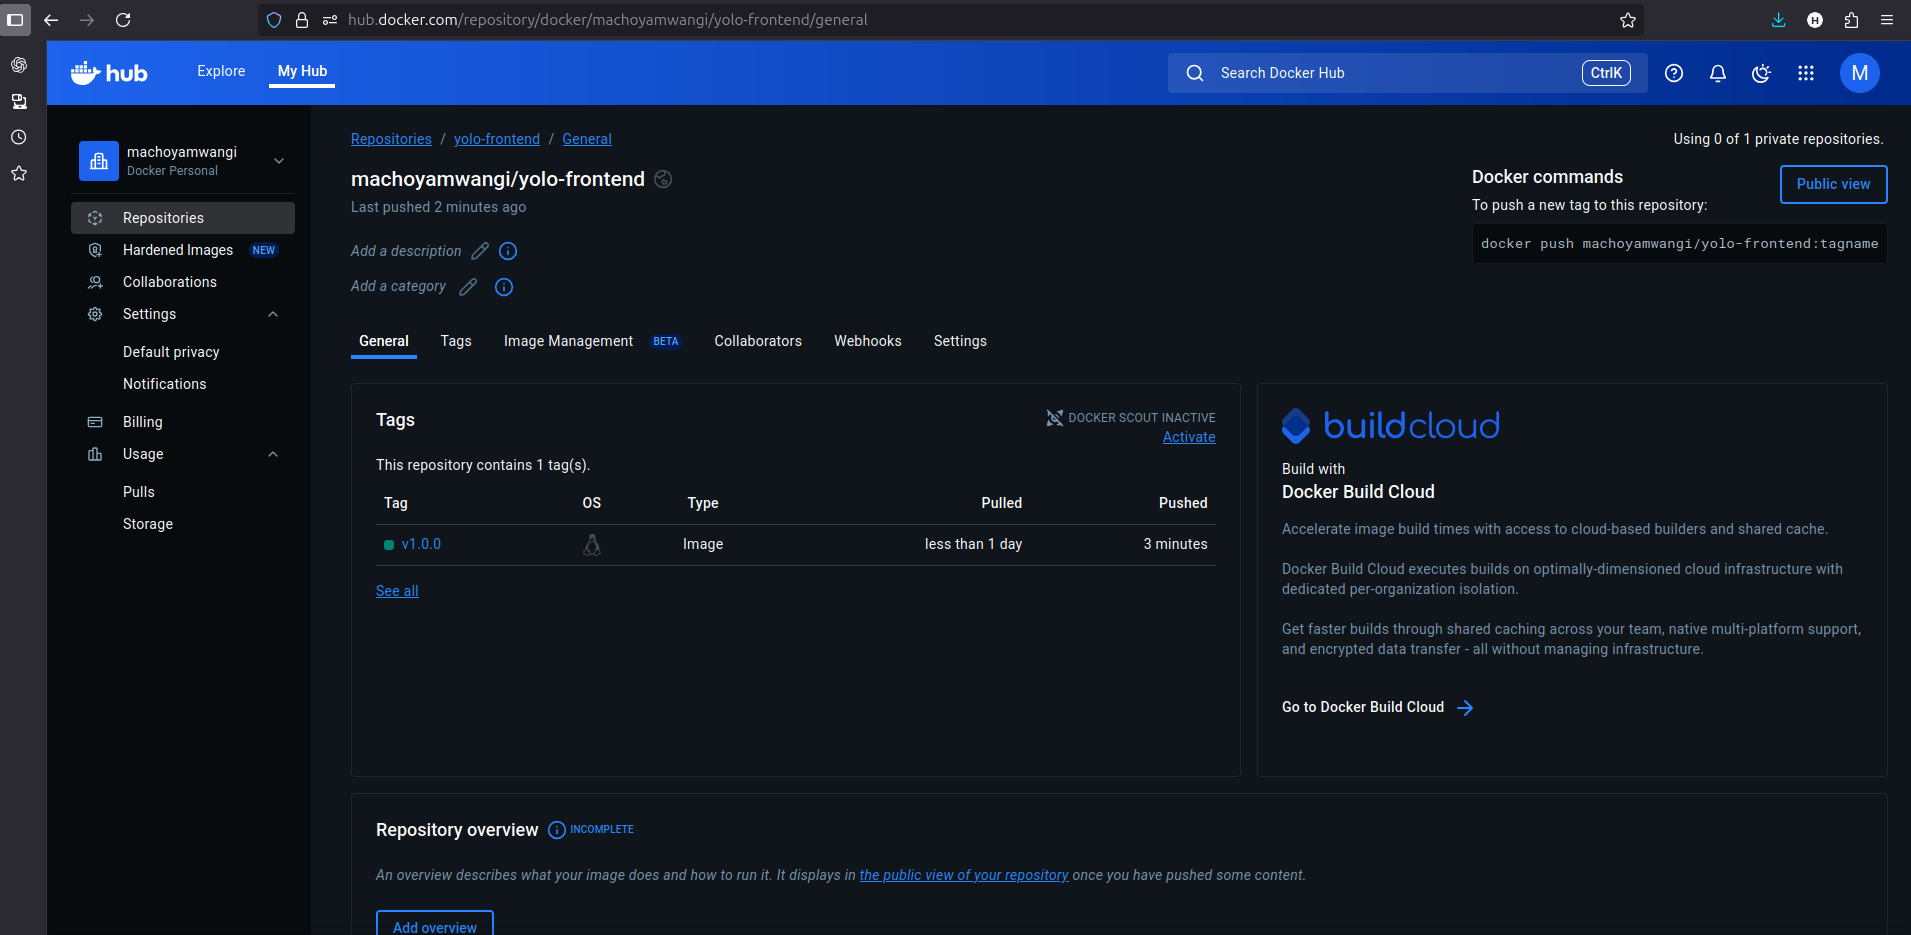 hub.docker.com/repository/docker/machoyamwangi/yolo-frontend/general
H
hub
Explore
My Hub
Search Docker Hub
CtrlK
M
machoyamwangi
Docker Personal
Repositories
Hardened Images NEW
Collaborations
Settings
Default privacy
Notifications
Billing
Usage
Pulls
Storage
Repositories / yolo-frontend / General
Using 0 of 1 private repositories.
machoyamwangi/yolo-frontend
Last pushed 2 minutes ago
Add a description
Add a category
Docker commands
Public view
To push a new tag to this repository:
docker push machoyamwangi/yolo-frontend:tagname
General Tags Image Management BETA Collaborators Webhooks Settings
Tags
DOCKER SCOUT INACTIVE
Activate
This repository contains 1 tag(s).
Tag OS Type Pulled Pushed
v1.0.0 Image less than 1 day 3 minutes
See all
buildcloud
Build with
Docker Build Cloud
Accelerate image build times with access to cloud-based builders and shared cache.
Docker Build Cloud executes builds on optimally-dimensioned cloud infrastructure with
dedicated per-organization isolation.
Get faster builds through shared caching across your team, native multi-platform support,
and encrypted data transfer - all without managing infrastructure.
Go to Docker Build Cloud
Repository overview INCOMPLETE
An overview describes what your image does and how to run it. It displays in the public view of your repository once you have pushed some content.
Add overview